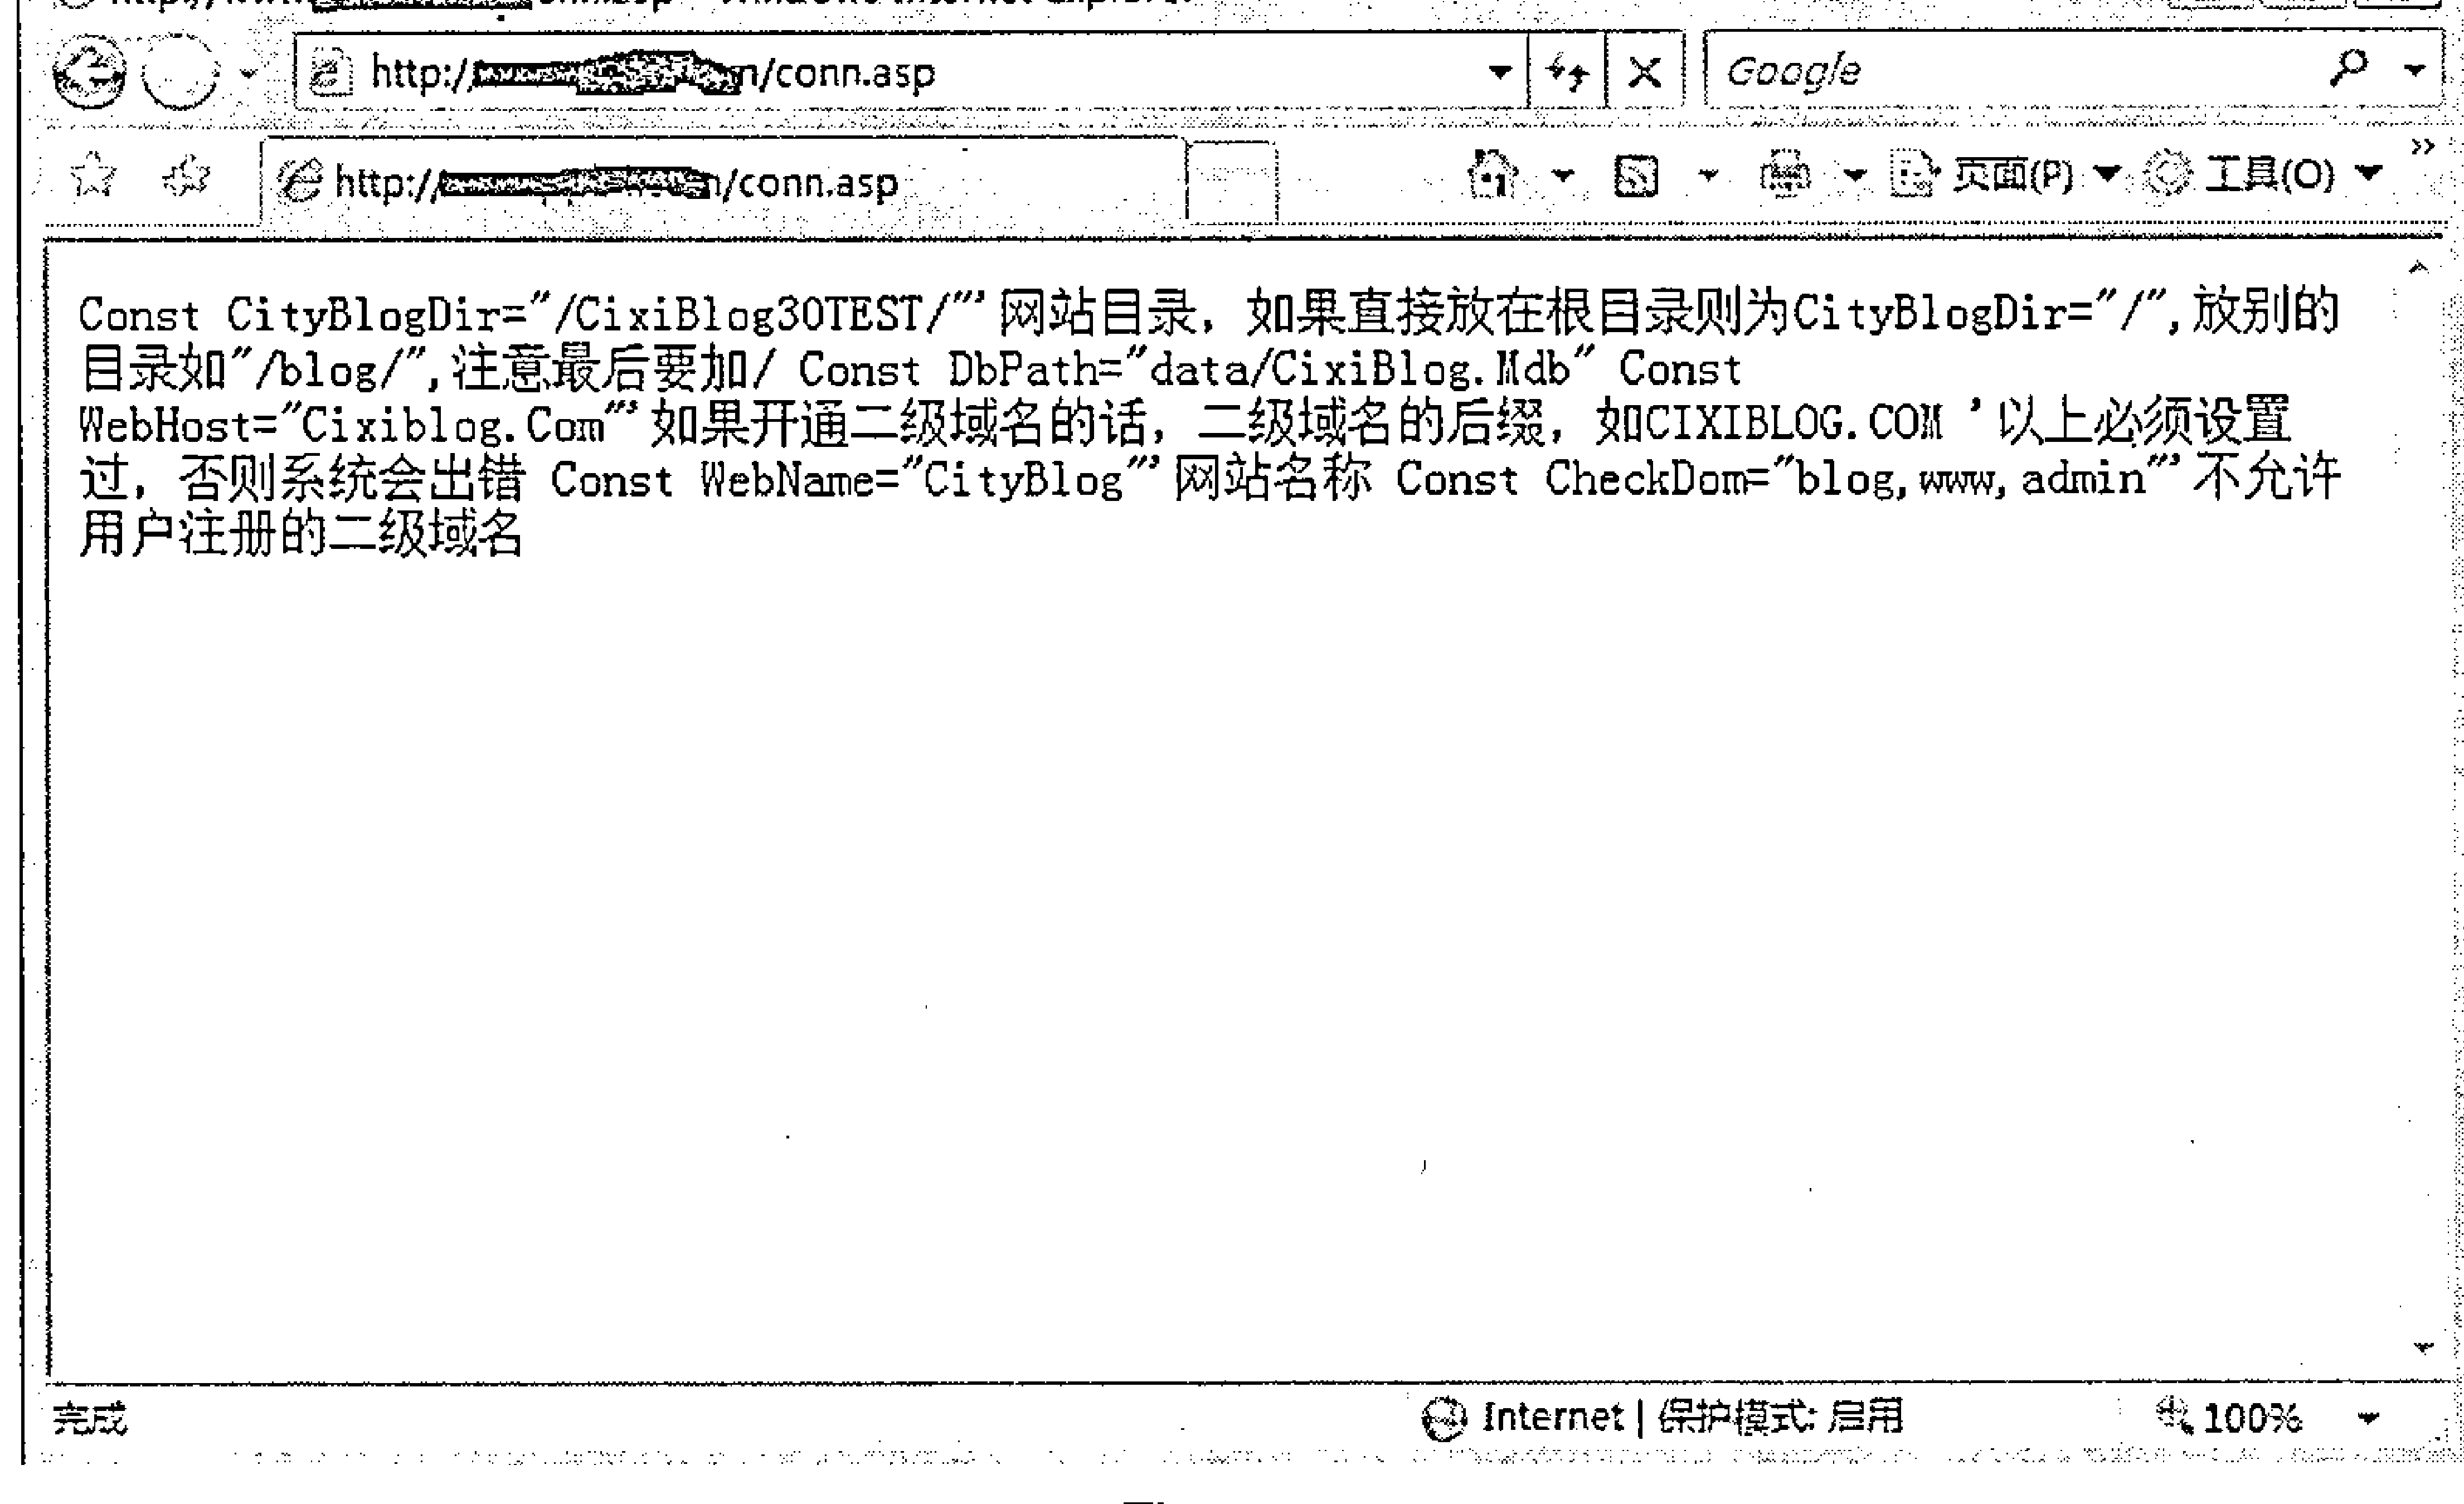 http:// n/conn.asp
Google
http:// n/conn.asp
页面(P)
工具(O)
Const CityBlogDir="/CixiBlog30TEST/"'网站目录，如果直接放在根目录则为CityBlogDir="/",放别的
目录如"/blog/",注意最后要加/ Const DbPath="data/CixiBlog.Mdb" Const
WebHost="Cixiblog.Com"'如果开通二级域名的话，二级域名的后缀，如CIXIBLOG.COM '以上必须设置
过，否则系统会出错 Const WebName="CityBlog"'网站名称 Const CheckDom="blog,www,admin"'不允许
用户注册的二级域名
完成
Internet | 保护模式: 启用
100%